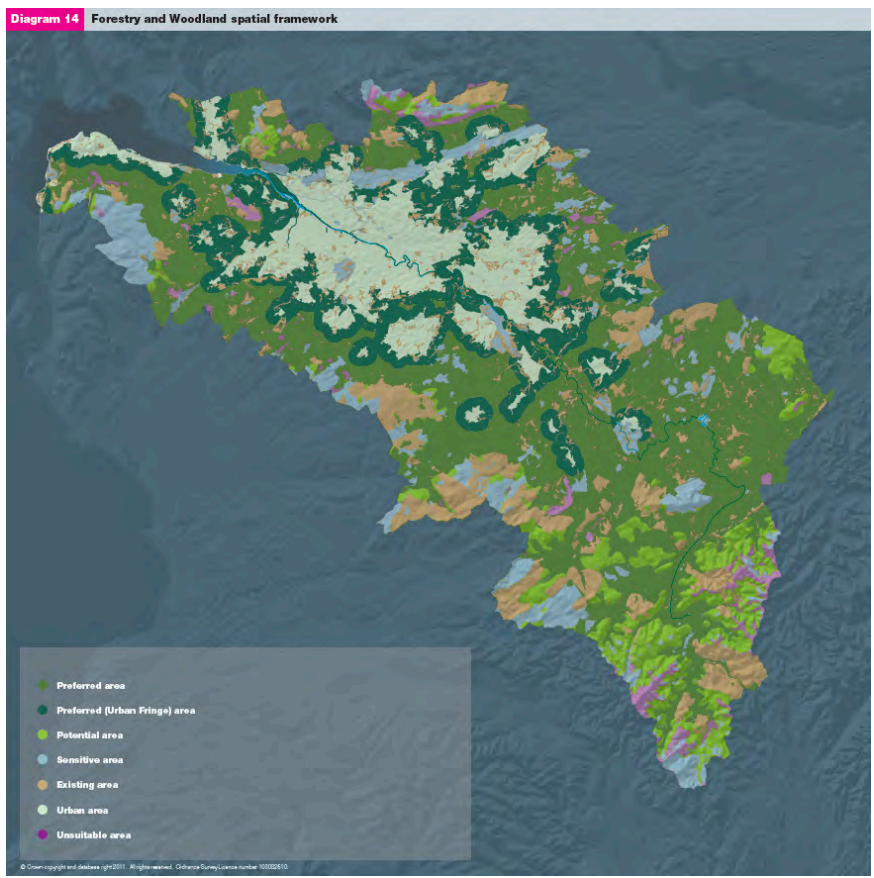 Diagram 14 Forestry and Woodland spatial framework
Preferred area
Preferred (Urban Fringe) area
Potential area
Sensitive area
Existing area
Urban area
Unsuitable area
© Crown copyright and database right 2011. All rights reserved. Ordnance Survey Licence number 100032510.